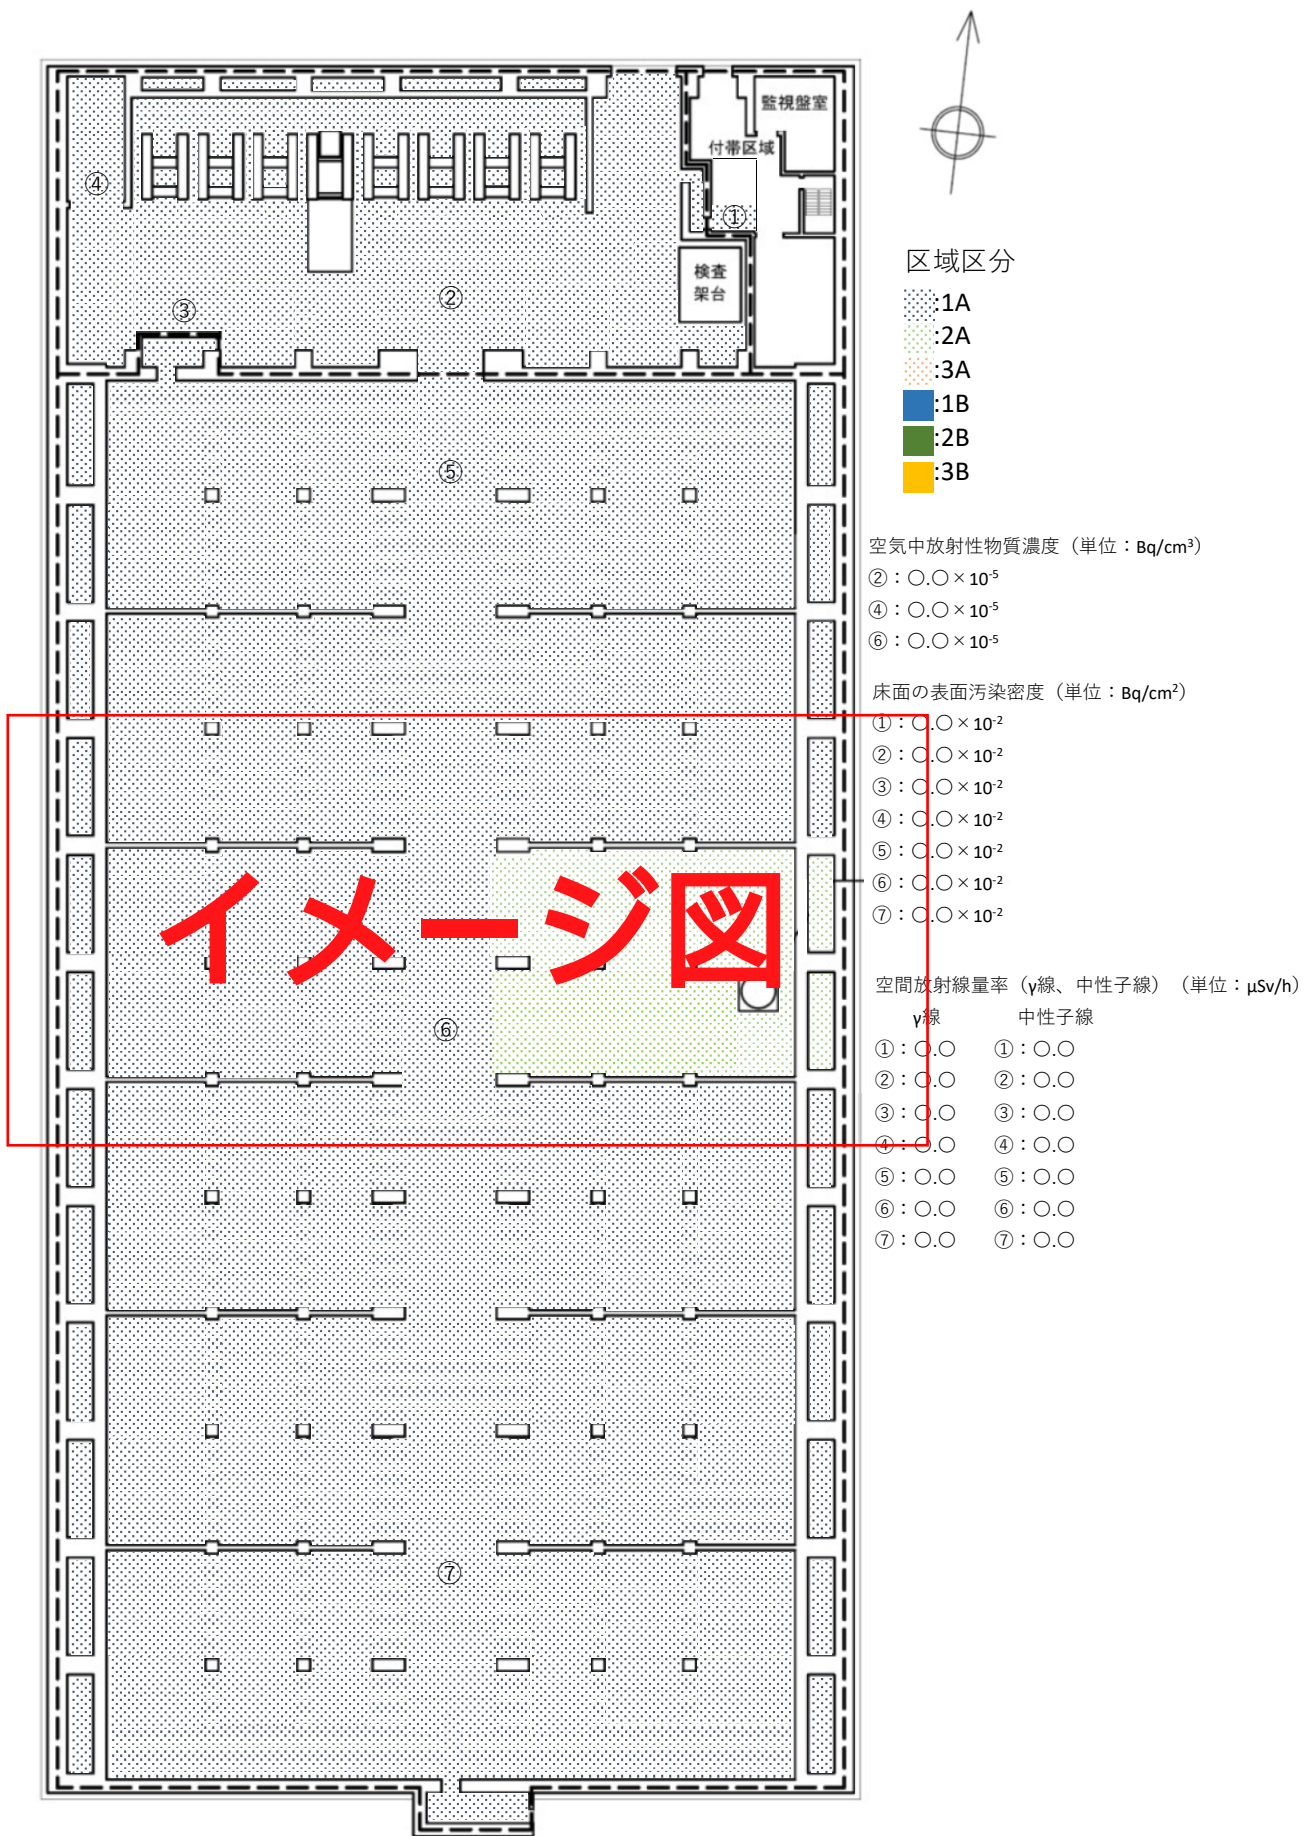 監視盤室
付帯区域
④
①
検査
架台
②
③
⑤
イメージ図
⑥
⑦
区域区分
:1A
:2A
:3A
:1B
:2B
:3B
空気中放射性物質濃度（単位：Bq/cm³）
②：〇.〇×10⁻⁵
④：〇.〇×10⁻⁵
⑥：〇.〇×10⁻⁵
床面の表面汚染密度（単位：Bq/cm²）
①：〇.〇×10⁻²
②：〇.〇×10⁻²
③：〇.〇×10⁻²
④：〇.〇×10⁻²
⑤：〇.〇×10⁻²
⑥：〇.〇×10⁻²
⑦：〇.〇×10⁻²
空間放射線量率（γ線、中性子線）（単位：μSv/h）
γ線 中性子線
①：〇.〇 ①：〇.〇
②：〇.〇 ②：〇.〇
③：〇.〇 ③：〇.〇
④：〇.〇 ④：〇.〇
⑤：〇.〇 ⑤：〇.〇
⑥：〇.〇 ⑥：〇.〇
⑦：〇.〇 ⑦：〇.〇